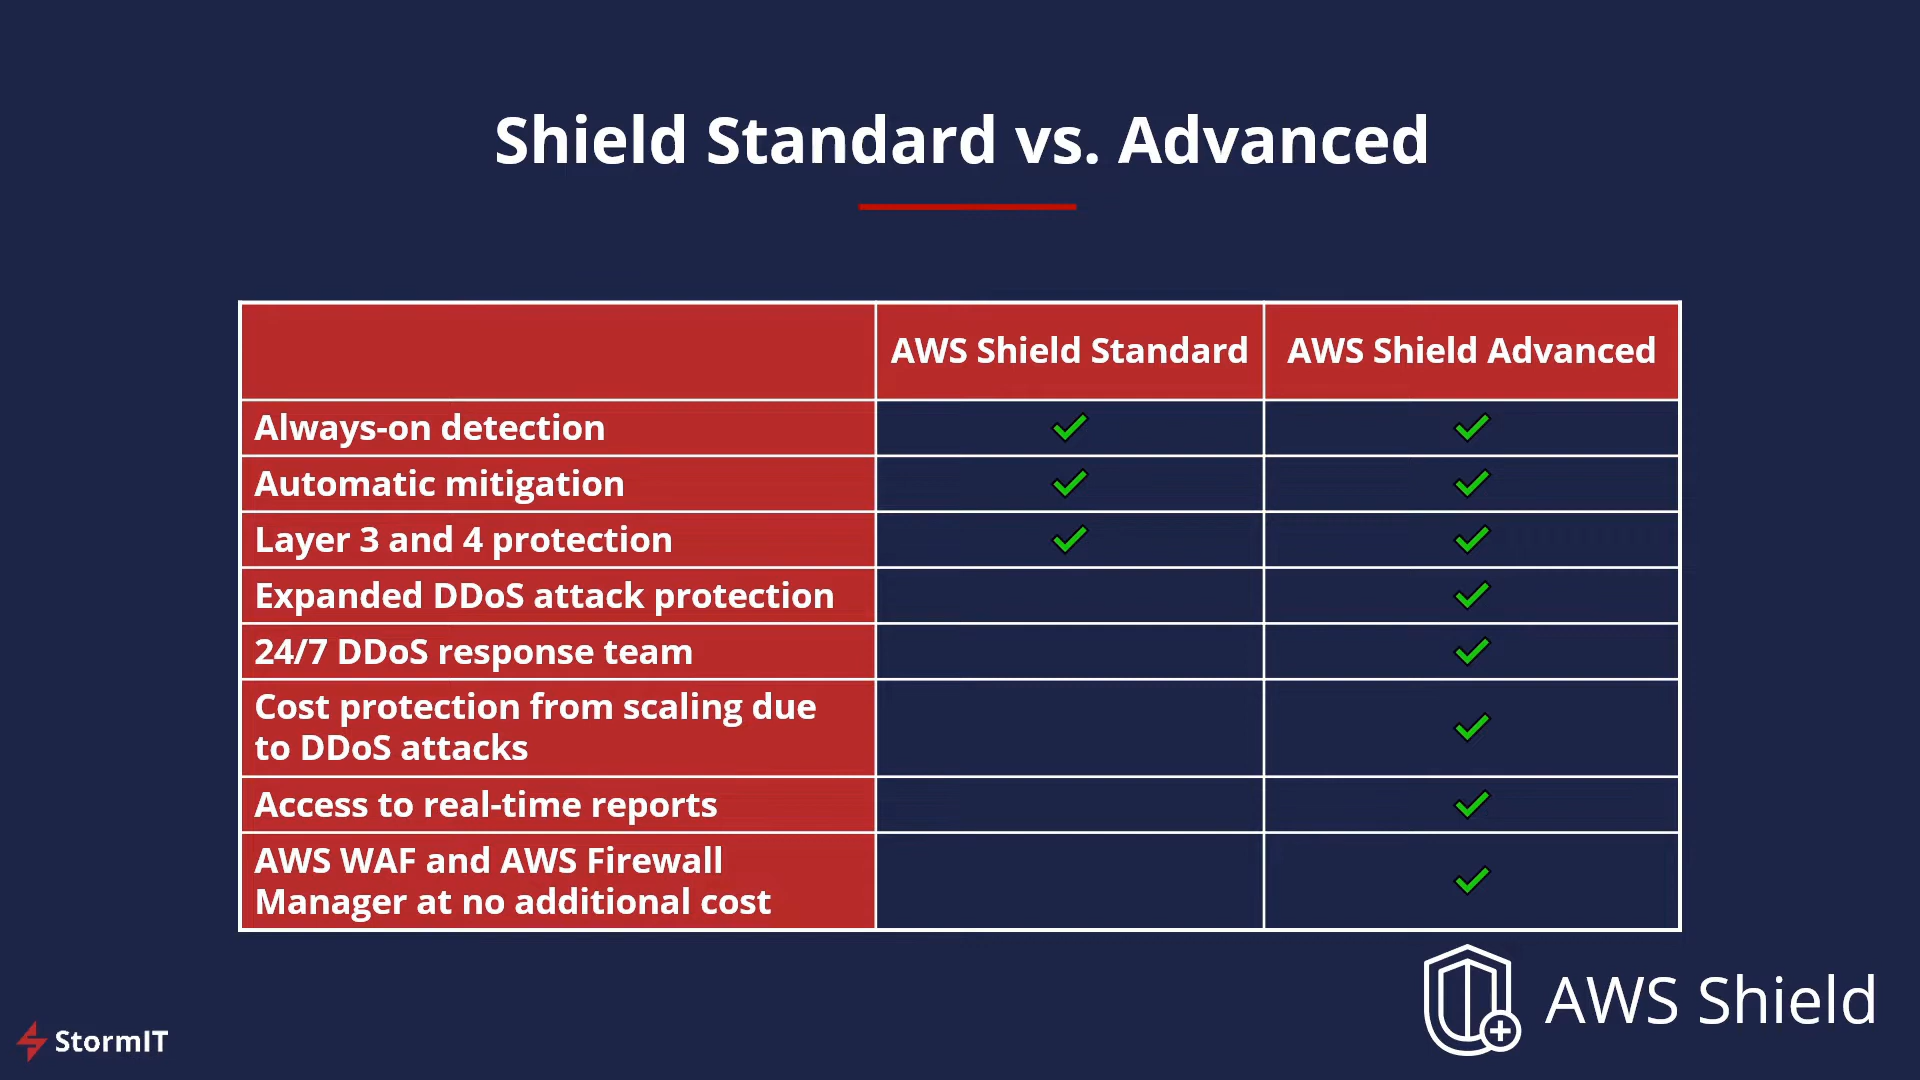 Shield Standard vs. Advanced
AWS Shield Standard
AWS Shield Advanced
Always-on detection
Automatic mitigation
Layer 3 and 4 protection
Expanded DDoS attack protection
24/7 DDoS response team
Cost protection from scaling due
to DDoS attacks
Access to real-time reports
AWS WAF and AWS Firewall
Manager at no additional cost
AWS Shield
StormIT